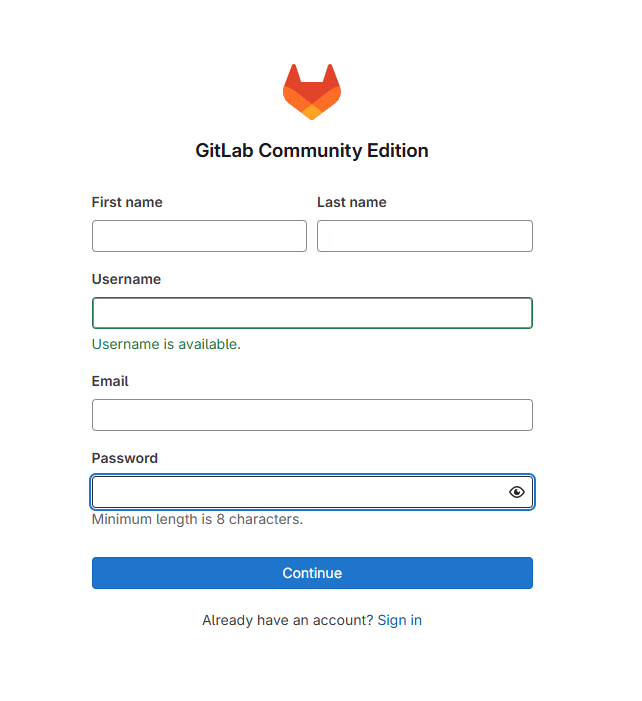 GitLab Community Edition
First name Last name
Username
Username is available.
Email
Password
Minimum length is 8 characters.
Continue
Already have an account? Sign in